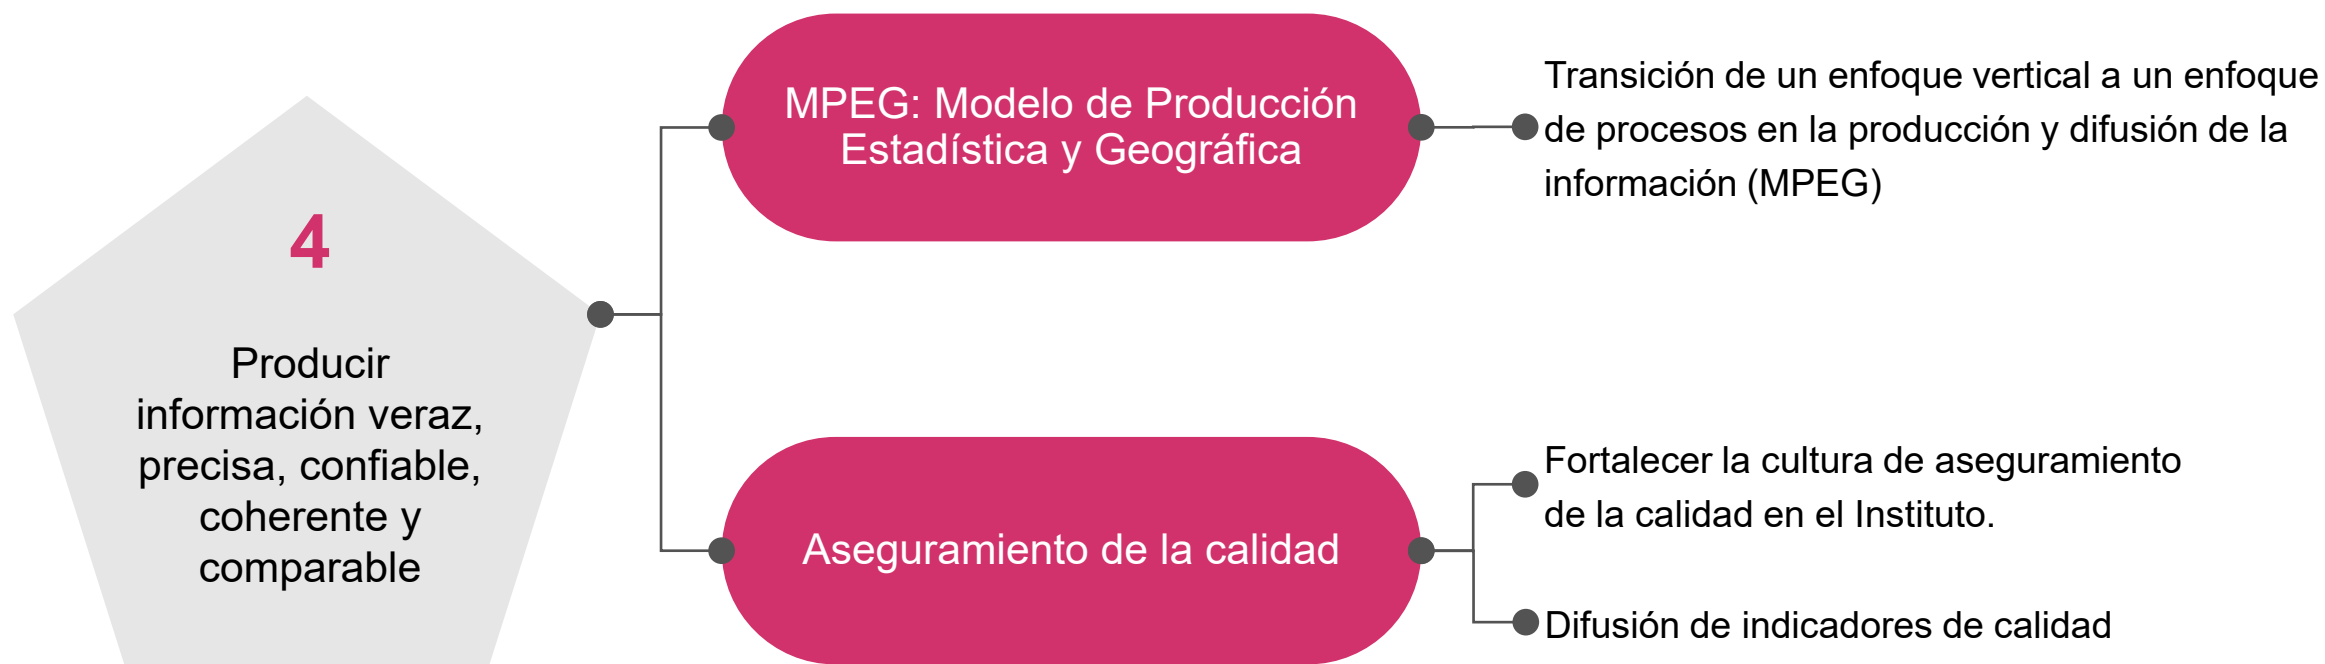 4
Producir
información veraz,
precisa, confiable,
coherente y
comparable
MPEG: Modelo de Producción
Estadística y Geográfica
Transición de un enfoque vertical a un enfoque
de procesos en la producción y difusión de la
información (MPEG)
Aseguramiento de la calidad
Fortalecer la cultura de aseguramiento
de la calidad en el Instituto.
Difusión de indicadores de calidad